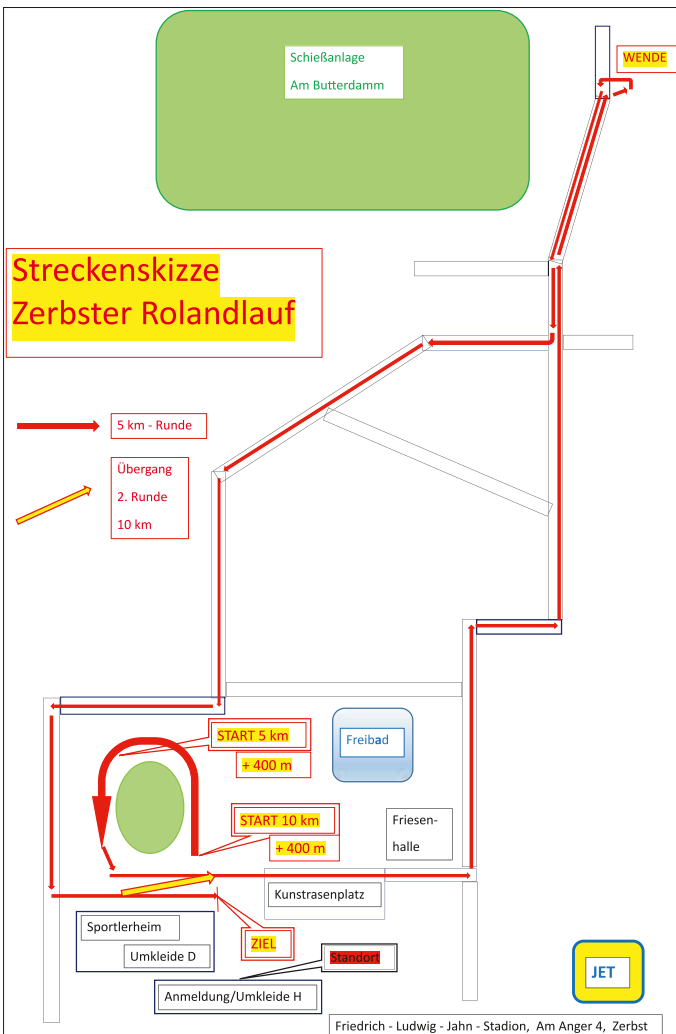 Schießanlage
Am Butterdamm
WENDE
Streckenskizze
Zerbster Rolandlauf
5 km - Runde
Übergang
2. Runde
10 km
START 5 km
+ 400 m
Freibad
START 10 km
+ 400 m
Friesen-
halle
Kunstrasenplatz
Sportlerheim
Umkleide D
ZIEL
Standort
Anmeldung/Umkleide H
JET
Friedrich - Ludwig - Jahn - Stadion, Am Anger 4, Zerbst